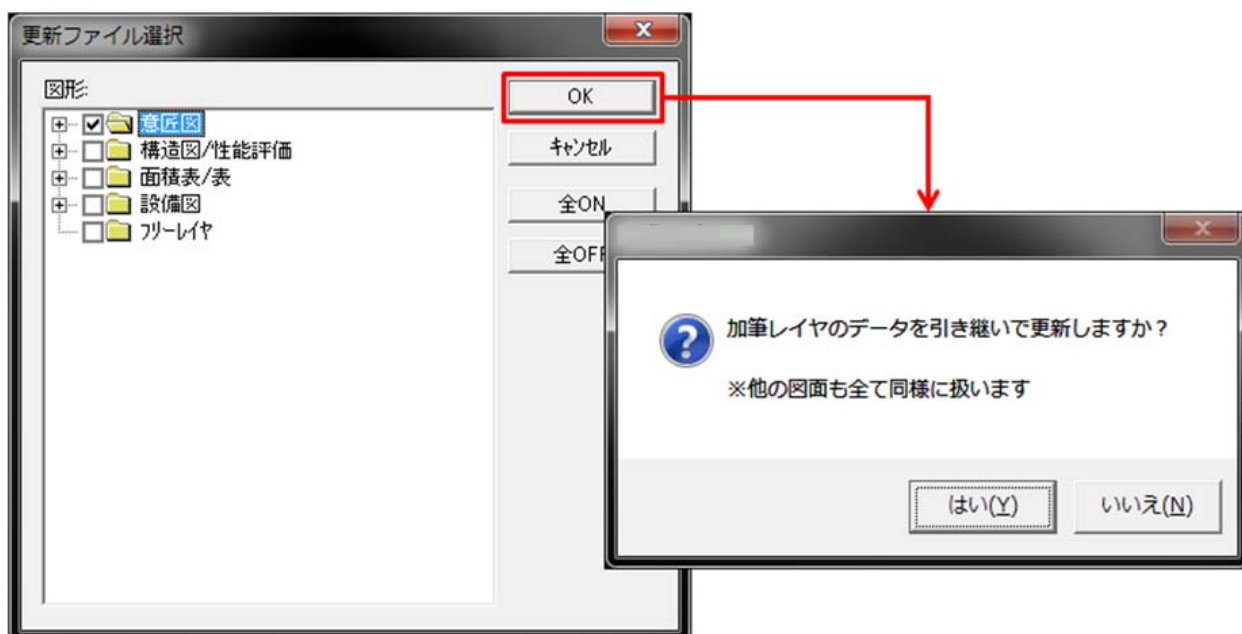 更新ファイル選択
図形:
意匠図
構造図/性能評価
面積表/表
設備図
フリーレイヤ
OK
キャンセル
全ON
全OFF
加筆レイヤのデータを引き継いで更新しますか？
※他の図面も全て同様に扱います
はい(Y)
いいえ(N)